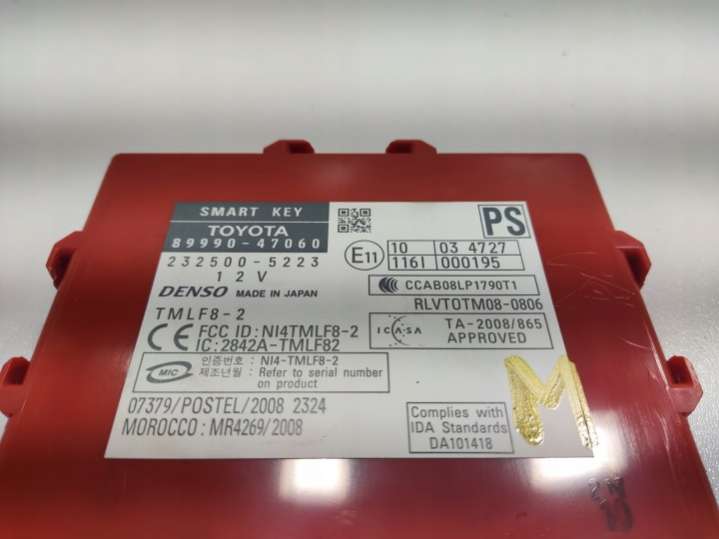 SMART KEY
TOYOTA
89990-47060
232500-5223
12V
DENSO MADE IN JAPAN
TMLF8-2
CE FCC ID : NI4TMLF8-2
IC: 2842A-TMLF82
MIC
인증번호 : NI4-TMLF8-2
제조년월 : Refer to serial number
on product
07379/POSTEL/2008 2324
MOROCCO : MR4269/2008
PS
E11
10 03 4727
116I 000195
CCC CCAB08LP1790T1
RLVTOTM08-0806
ICASA
TA-2008/865
APPROVED
Complies with
IDA Standards
DA101418
M